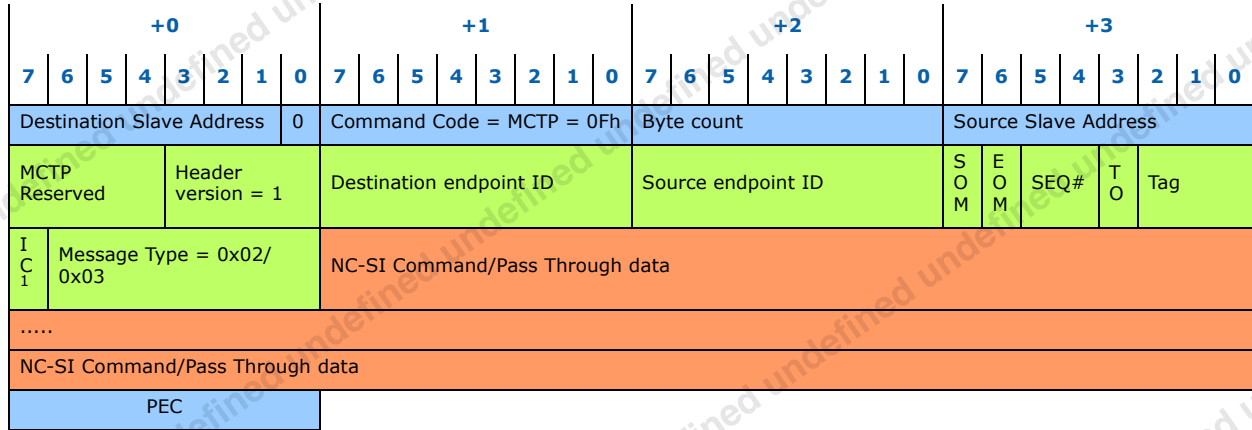 +0 +1 +2 +3
7 6 5 4 3 2 1 0 7 6 5 4 3 2 1 0 7 6 5 4 3 2 1 0 7 6 5 4 3 2 1 0
Destination Slave Address 0 Command Code = MCTP = 0Fh Byte count Source Slave Address
MCTP
Reserved
Header
version = 1
Destination endpoint ID
Source endpoint ID
S
O
M
E
O
M
SEQ#
T
O
Tag
I
C
1
Message Type = 0x02/
0x03
NC-SI Command/Pass Through data
.....
NC-SI Command/Pass Through data
PEC
undefined undefined undefined undefined